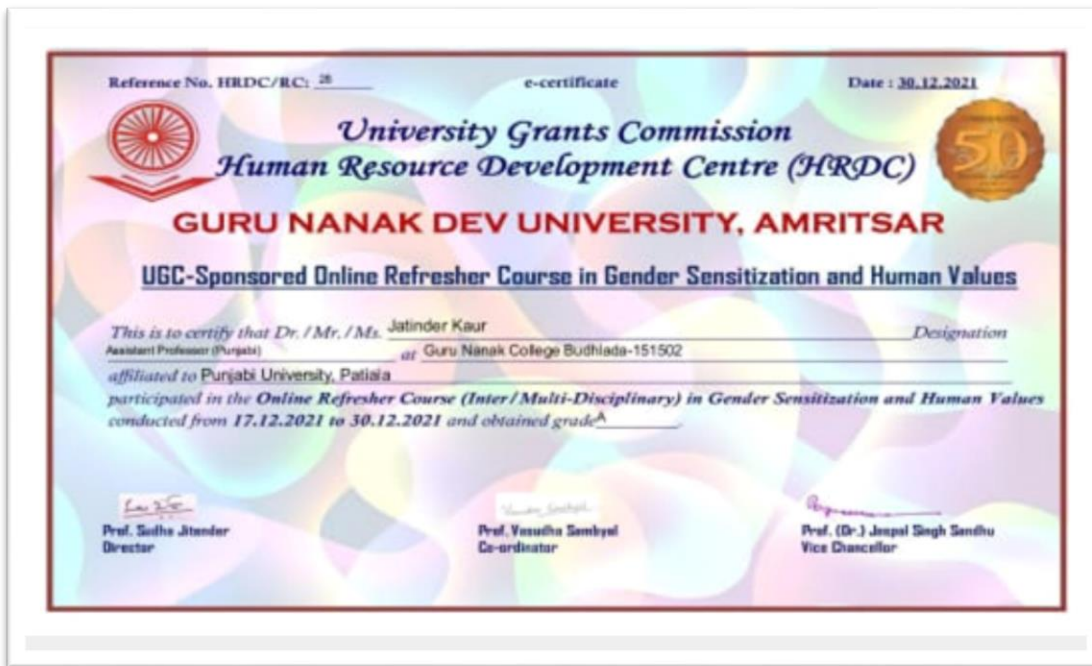 Reference No. HRDC/RC: 28 e-certificate Date : 30.12.2021
University Grants Commission
Human Resource Development Centre (HRDC)
50
GURU NANAK DEV UNIVERSITY, AMRITSAR
UGC-Sponsored Online Refresher Course in Gender Sensitization and Human Values
This is to certify that Dr./Mr./Ms. Jatinder Kaur Designation
Assistant Professor (Punjabi) at Guru Nanak College Budhlada-151502
affiliated to Punjabi University, Patiala
participated in the Online Refresher Course (Inter/Multi-Disciplinary) in Gender Sensitization and Human Values
conducted from 17.12.2021 to 30.12.2021 and obtained grade A
Prof. Sudha Jitender Prof. Vasudha Sambyal Prof. (Dr.) Jaspal Singh Sandhu
Director Co-ordinator Vice Chancellor